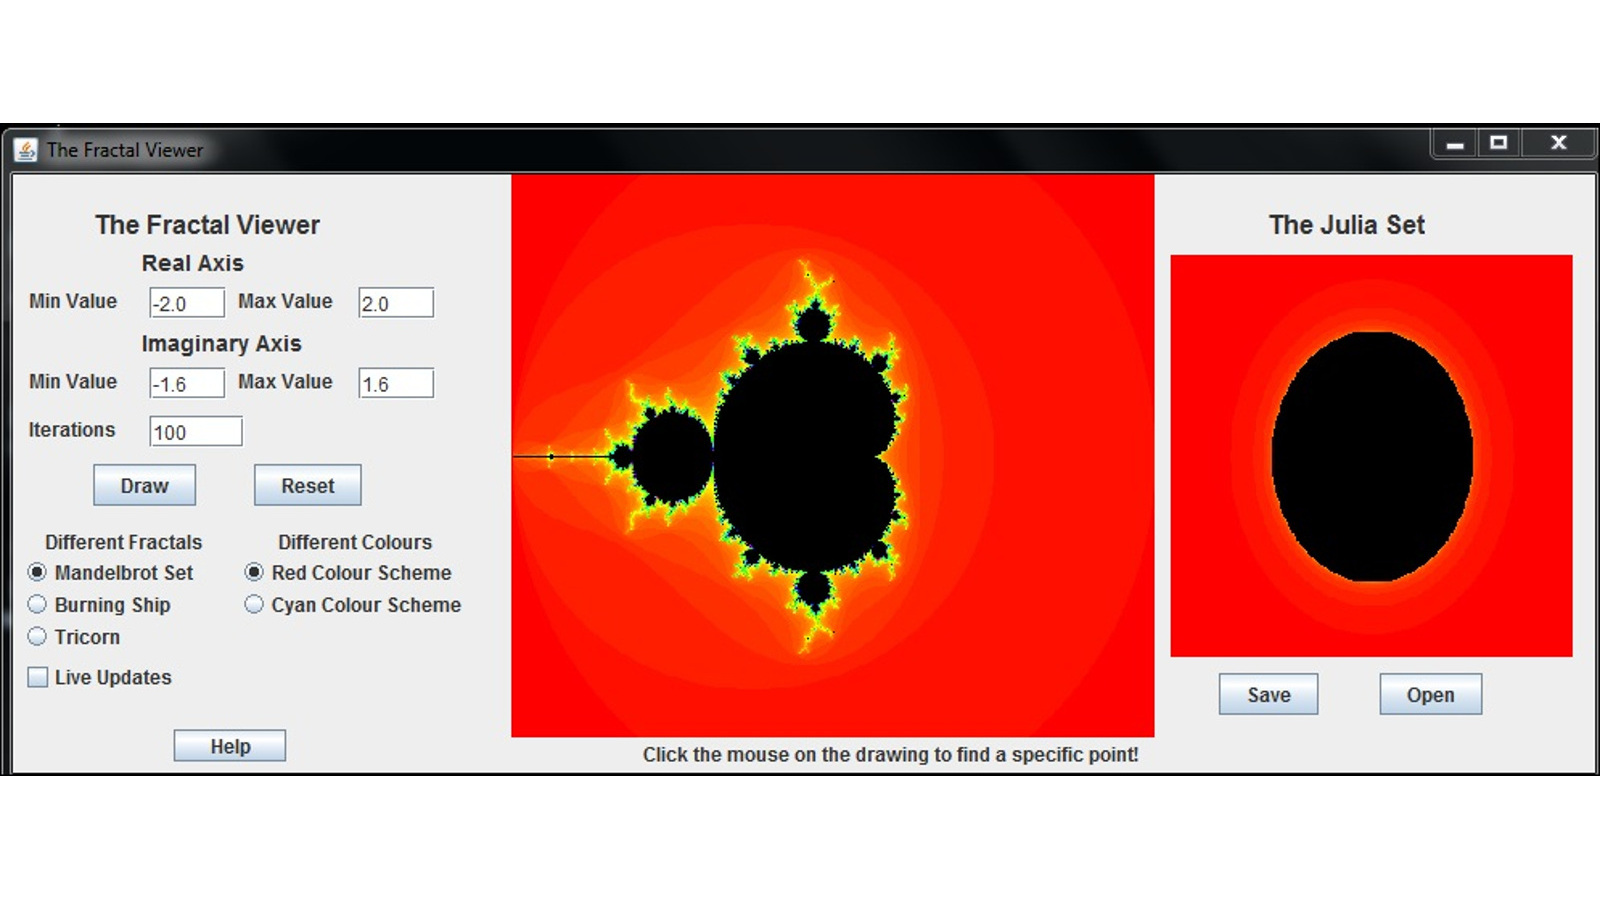 The Fractal Viewer
The Fractal Viewer
Real Axis
Min Value -2.0 Max Value 2.0
Imaginary Axis
Min Value -1.6 Max Value 1.6
Iterations 100
Draw Reset
Different Fractals Different Colours
Mandelbrot Set Red Colour Scheme
Burning Ship Cyan Colour Scheme
Tricorn
Live Updates
Help
Click the mouse on the drawing to find a specific point!
The Julia Set
Save Open